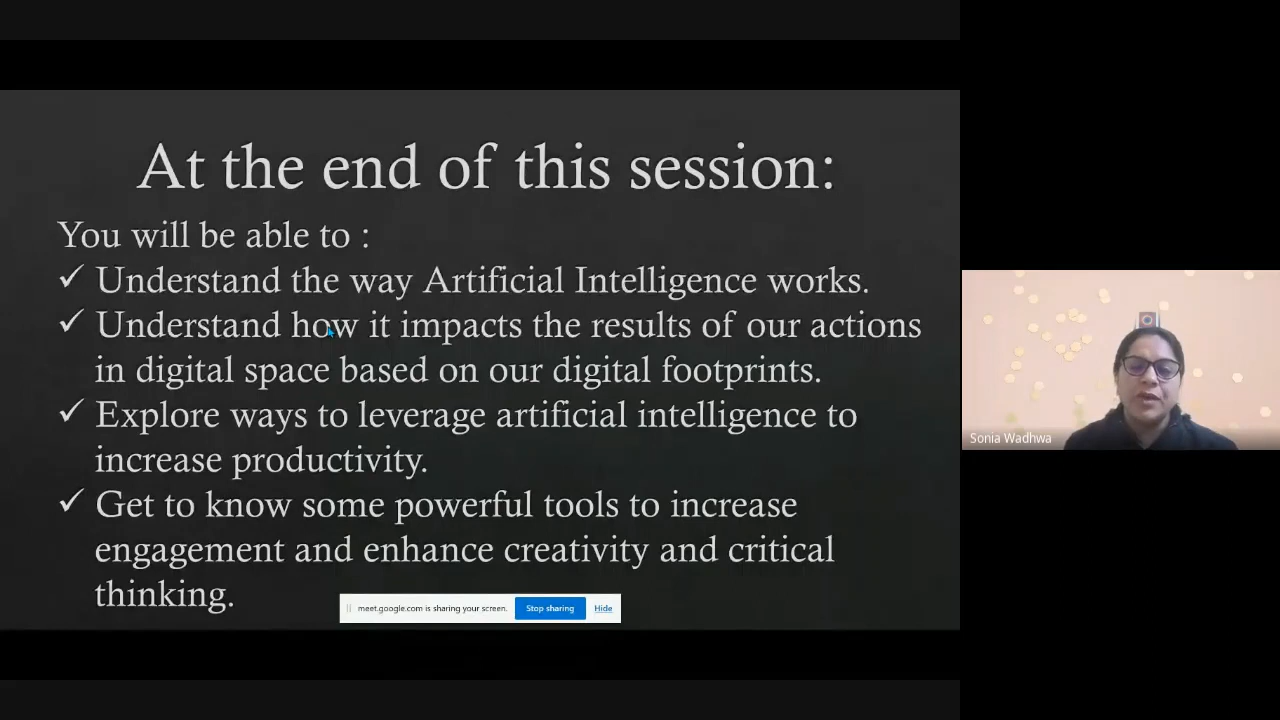 At the end of this session:
You will be able to :
✓ Understand the way Artificial Intelligence works.
✓ Understand how it impacts the results of our actions
in digital space based on our digital footprints.
✓ Explore ways to leverage artificial intelligence to
increase productivity.
✓ Get to know some powerful tools to increase
engagement and enhance creativity and critical
thinking.
meet.google.com is sharing your screen. Stop sharing Hide
Sonia Wadhwa